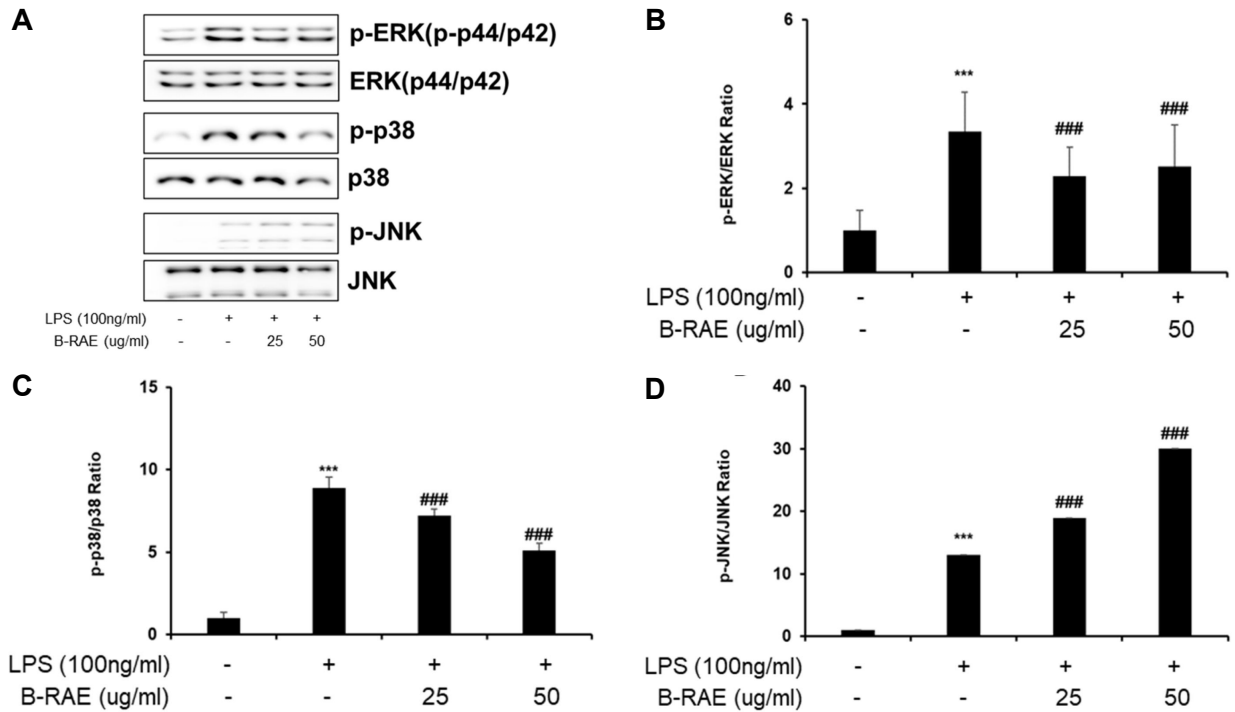 A
p-ERK(p-p44/p42)
ERK(p44/p42)
p-p38
p38
p-JNK
JNK
LPS (100ng/ml) - + + +
B-RAE (ug/ml) - - 25 50
B
p-ERK/ERK Ratio
6
4
2
0
***
###
###
LPS (100ng/ml) - + + +
B-RAE (ug/ml) - - 25 50
C
p-p38/p38 Ratio
15
10
5
0
***
###
###
LPS (100ng/ml) - + + +
B-RAE (ug/ml) - - 25 50
D
p-JNK/JNK Ratio
40
30
20
10
0
***
###
###
LPS (100ng/ml) - + + +
B-RAE (ug/ml) - - 25 50